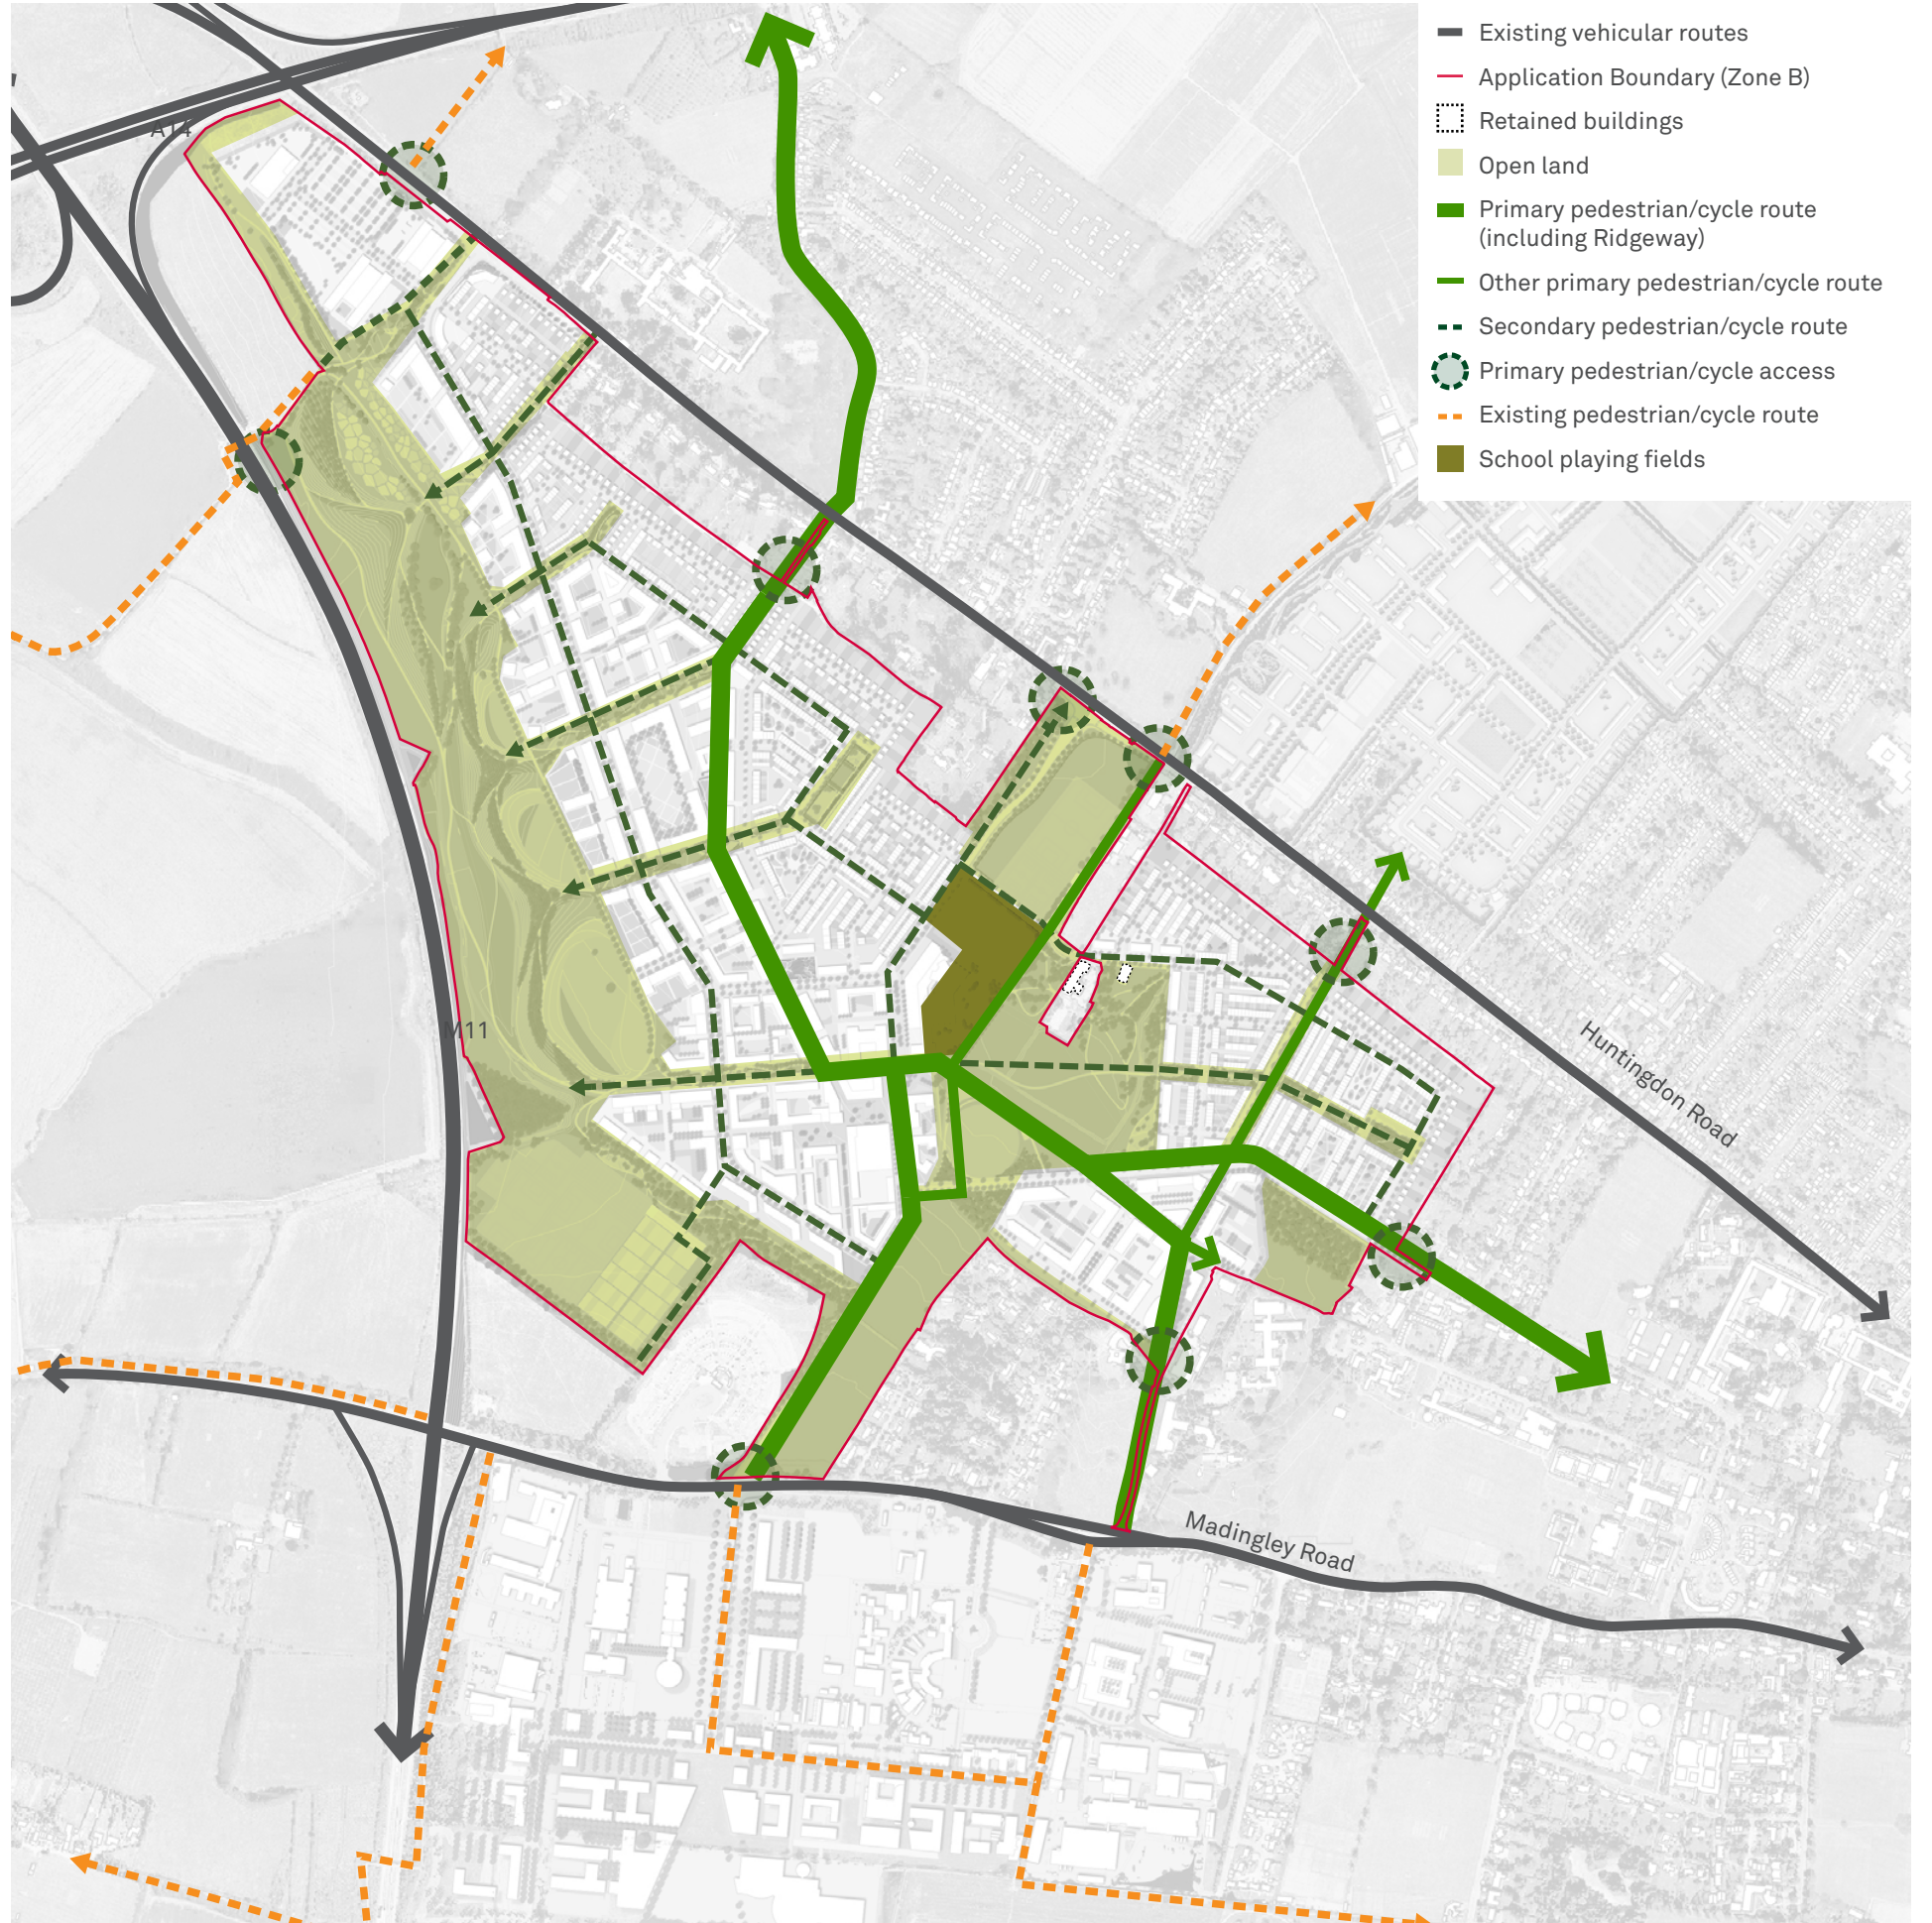 Existing vehicular routes
Application Boundary (Zone B)
Retained buildings
Open land
Primary pedestrian/cycle route
(including Ridgeway)
Other primary pedestrian/cycle route
Secondary pedestrian/cycle route
Primary pedestrian/cycle access
Existing pedestrian/cycle route
School playing fields
A14
M11
Huntingdon Road
Madingley Road